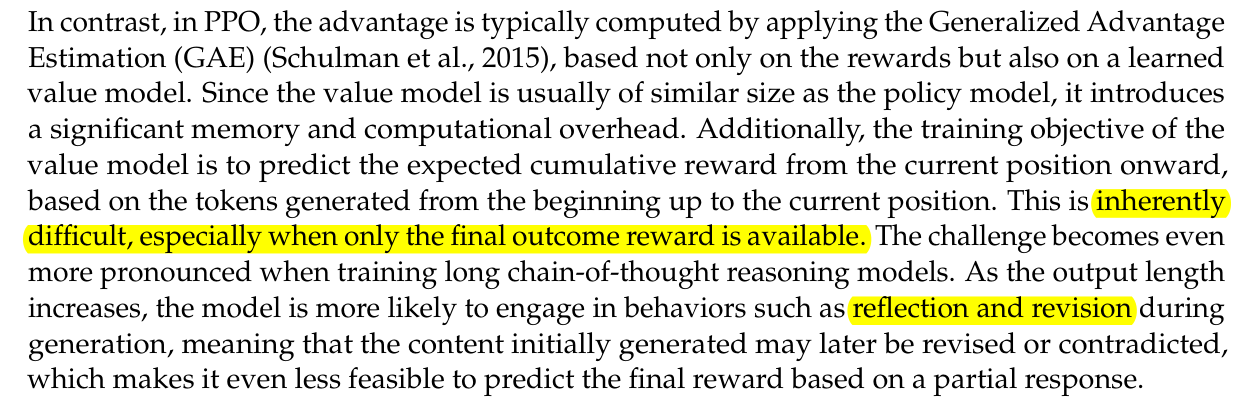 In contrast, in PPO, the advantage is typically computed by applying the Generalized Advantage
Estimation (GAE) (Schulman et al., 2015), based not only on the rewards but also on a learned
value model. Since the value model is usually of similar size as the policy model, it introduces
a significant memory and computational overhead. Additionally, the training objective of the
value model is to predict the expected cumulative reward from the current position onward,
based on the tokens generated from the beginning up to the current position. This is inherently
difficult, especially when only the final outcome reward is available. The challenge becomes even
more pronounced when training long chain-of-thought reasoning models. As the output length
increases, the model is more likely to engage in behaviors such as reflection and revision during
generation, meaning that the content initially generated may later be revised or contradicted,
which makes it even less feasible to predict the final reward based on a partial response.